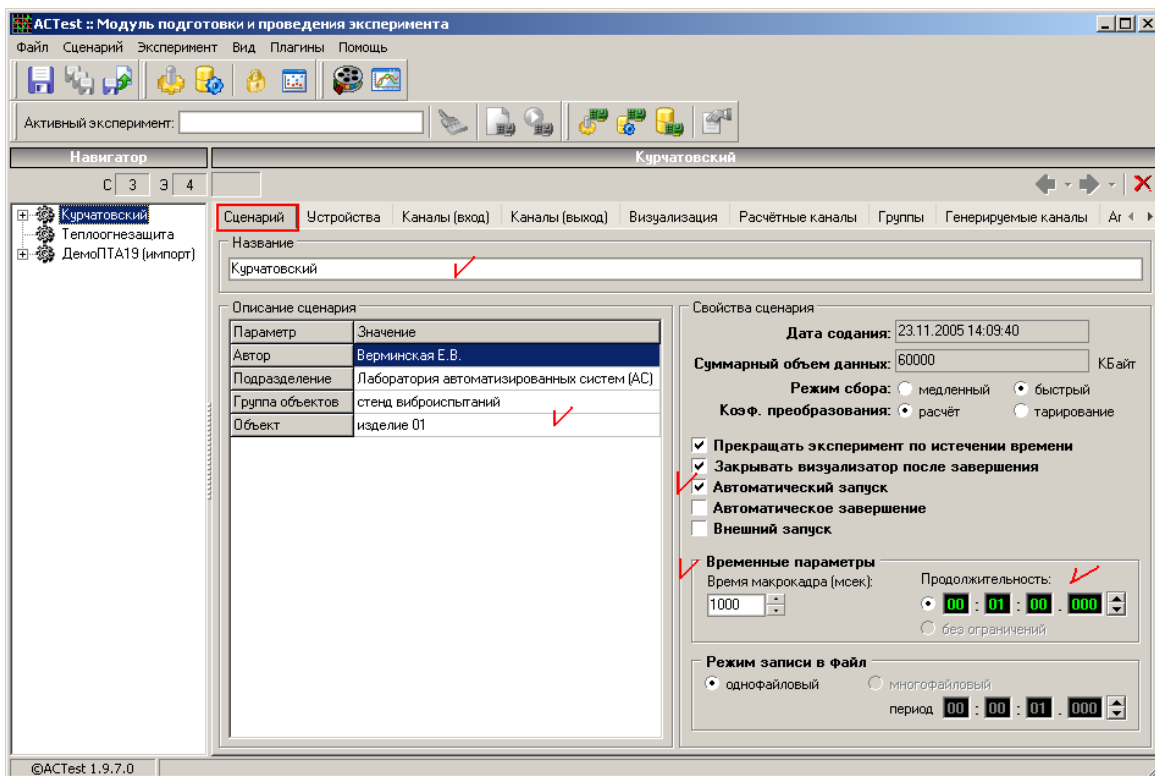 ACTest :: Модуль подготовки и проведения эксперимента
Файл Сценарий Эксперимент Вид Плагины Помощь
Активный эксперимент:
Навигатор
Курчатовский
С 3 Э 4
Курчатовский
Теплоогнезащита
ДемоПТА19 (импорт)
Сценарий Устройства Каналы (вход) Каналы (выход) Визуализация Расчётные каналы Группы Генерируемые каналы Аг
Название
Курчатовский
Описание сценария
Параметр Значение
Автор Верминская Е.В.
Подразделение Лаборатория автоматизированных систем (АС)
Группа объектов стенд виброиспытаний
Объект изделие 01
Свойства сценария
Дата содания: 23.11.2005 14:09:40
Суммарный объем данных: 60000 КБайт
Режим сбора: медленный быстрый
Коэф. преобразования: расчёт тарирование
Прекращать эксперимент по истечении времени
Закрывать визуализатор после завершения
Автоматический запуск
Автоматическое завершение
Внешний запуск
Временные параметры
Время макрокадра (мсек): Продолжительность:
1000 00 : 01 : 00 . 000
без ограничений
Режим записи в файл
однофайловый многофайловый
период 00 : 00 : 01 . 000
©ACTest 1.9.7.0